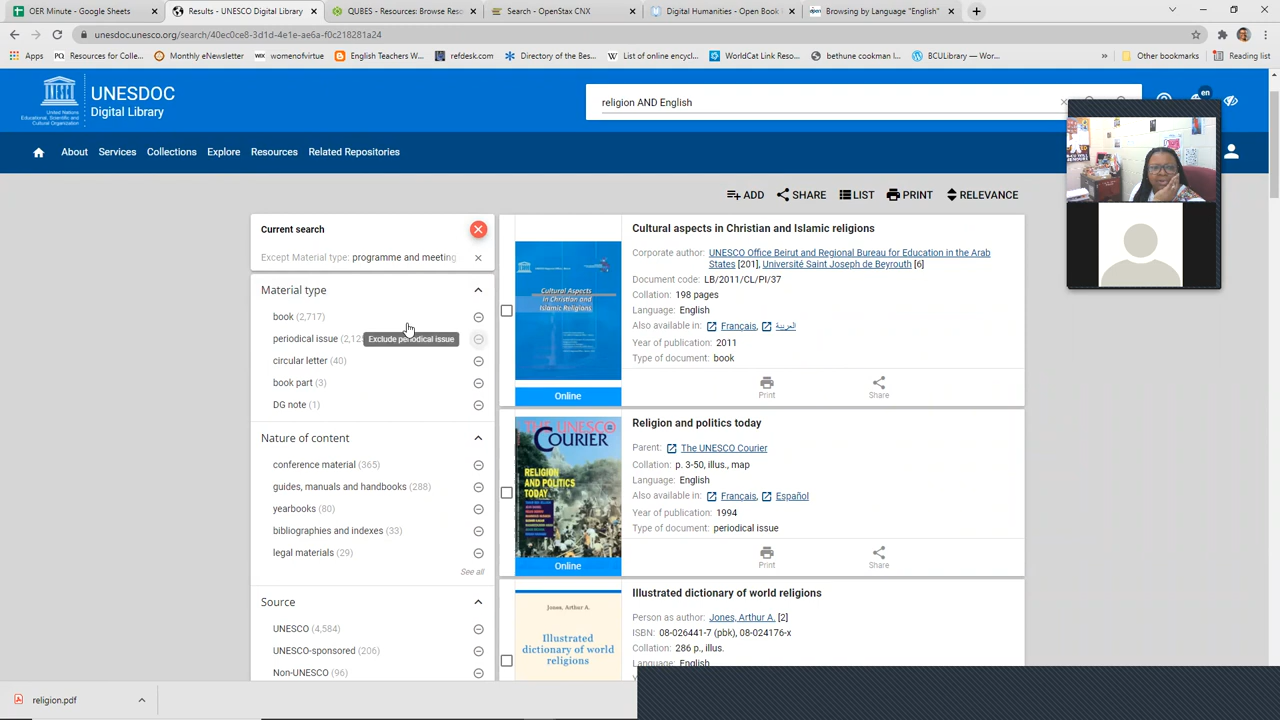 OER Minute - Google Sheets
Results - UNESCO Digital Library
QUBES - Resources: Browse Reso
Search - OpenStax CNX
Digital Humanities - Open Book
Browsing by Language "English"
unesdoc.unesco.org/search/40ec0ce8-3d1d-4e1e-ae6a-f0c218281a24
Apps
Resources for Colle...
Monthly eNewsletter
womenofvirtue
English Teachers W...
refdesk.com
Directory of the Bes...
List of online encycl...
WorldCat Link Reso...
bethune cookman l...
BCULibrary — Wor...
Other bookmarks
Reading list
UNESDOC
Digital Library
United Nations
Educational, Scientific and
Cultural Organization
religion AND English
en
About
Services
Collections
Explore
Resources
Related Repositories
ADD
SHARE
LIST
PRINT
RELEVANCE
Current search
Except Material type: programme and meeting
Material type
book (2,717)
periodical issue (2,12
Exclude periodical issue
circular letter (40)
book part (3)
DG note (1)
Nature of content
conference material (365)
guides, manuals and handbooks (288)
yearbooks (80)
bibliographies and indexes (33)
legal materials (29)
See all
Source
UNESCO (4,584)
UNESCO-sponsored (206)
Non-UNESCO (96)
Cultural Aspects
in Christian and
Islamic Religions
Online
Cultural aspects in Christian and Islamic religions
Corporate author: UNESCO Office Beirut and Regional Bureau for Education in the Arab
States [201], Université Saint Joseph de Beyrouth [6]
Document code: LB/2011/CL/PI/37
Collation: 198 pages
Language: English
Also available in: Français, العربية
Year of publication: 2011
Type of document: book
Print
Share
THE UNESCO
COURIER
RELIGION
AND POLITICS
TODAY
Online
Religion and politics today
Parent: The UNESCO Courier
Collation: p. 3-50, illus., map
Language: English
Also available in: Français, Español
Year of publication: 1994
Type of document: periodical issue
Print
Share
Jones, Arthur A.
Illustrated
dictionary of world
religions
Illustrated dictionary of world religions
Person as author: Jones, Arthur A. [2]
ISBN: 08-026441-7 (pbk), 08-024176-x
Collation: 286 p., illus.
Language: English
religion.pdf